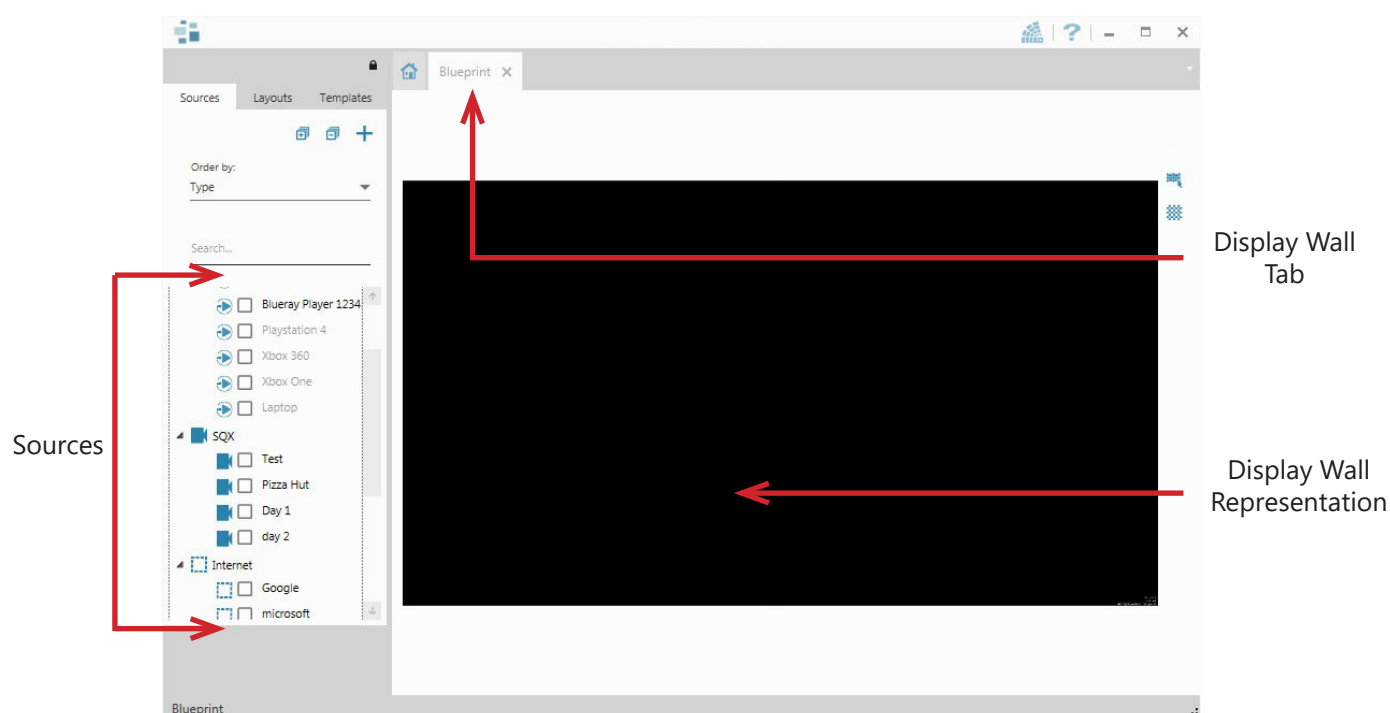 ?
Blueprint
Sources Layouts Templates
Order by:
Type
Search...
Blueray Player 1234
Playstation 4
Xbox 360
Xbox One
Laptop
SQX
Test
Pizza Hut
Day 1
day 2
Internet
Google
microsoft
Blueprint
Sources
Display Wall
Tab
Display Wall
Representation